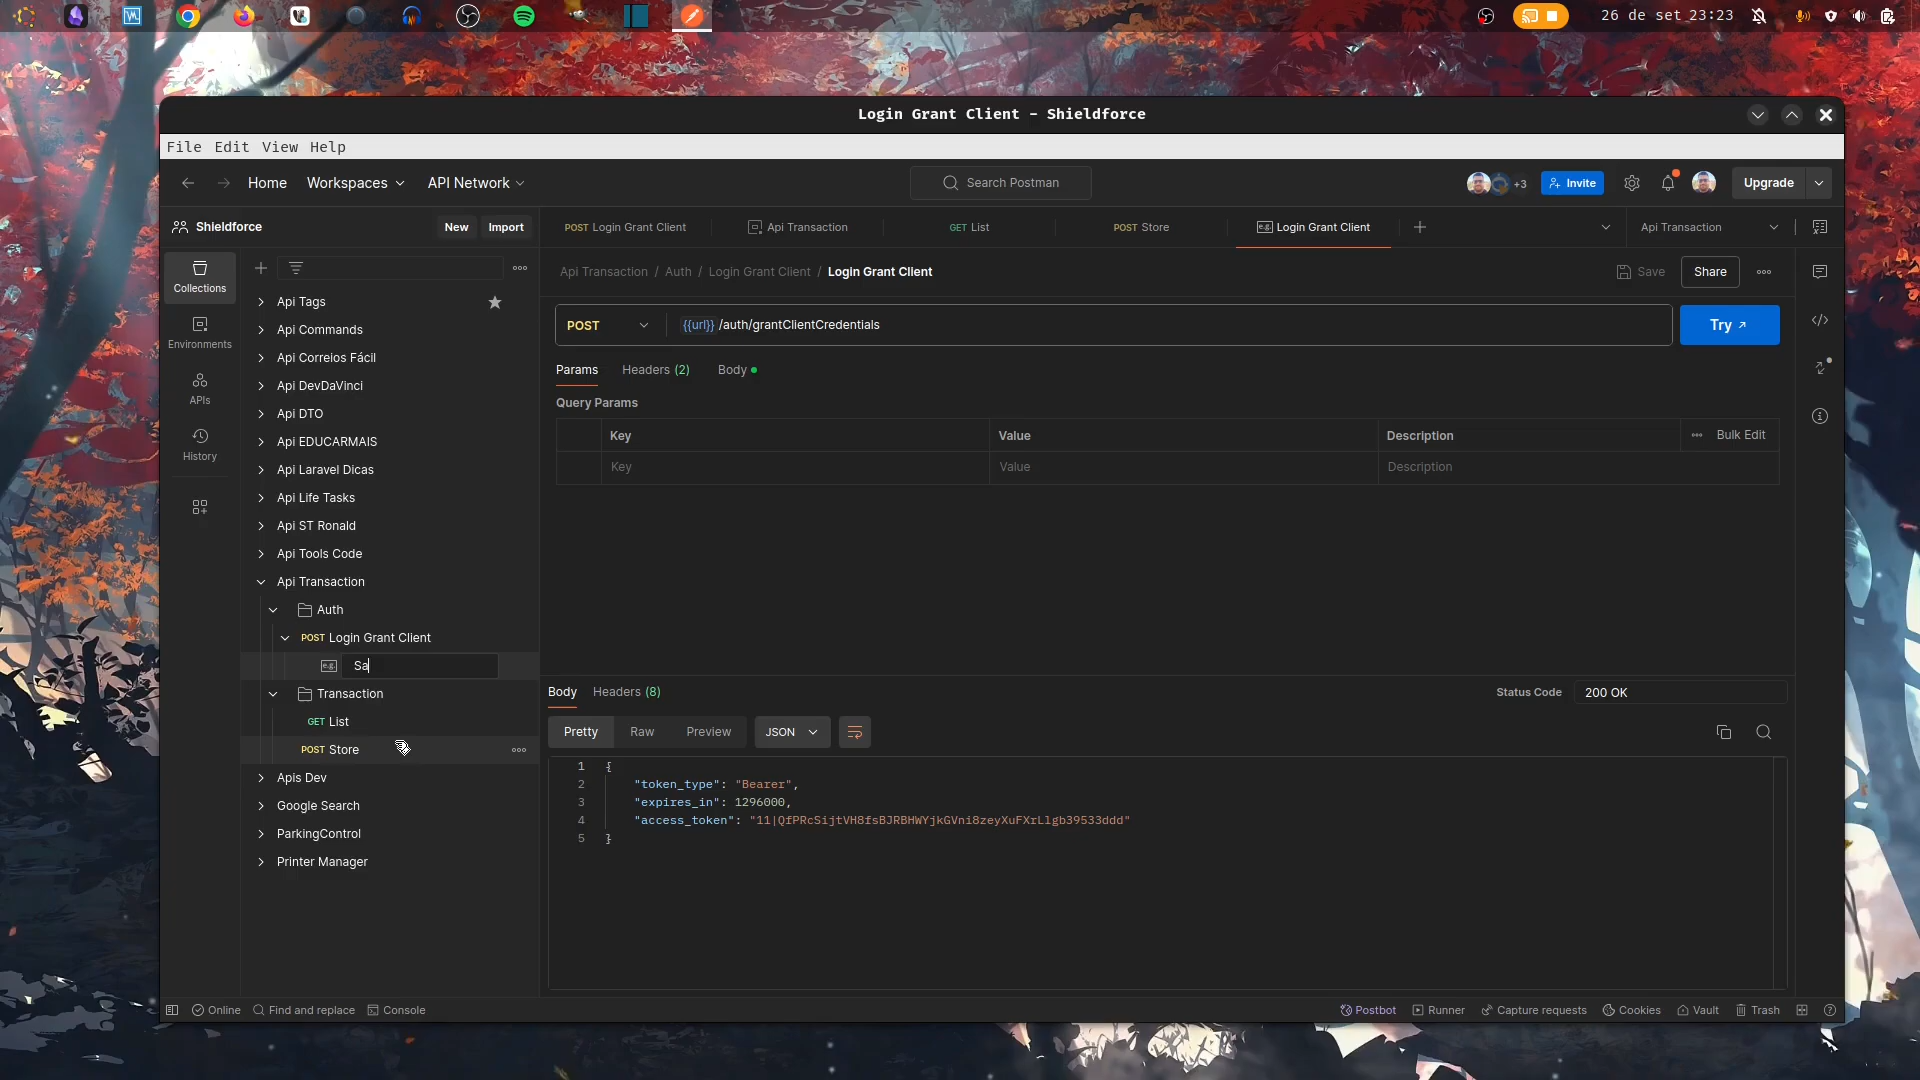 26 de set 23:23
Login Grant Client - Shieldforce
File Edit View Help
Home Workspaces API Network Search Postman +3 Invite Upgrade
Shieldforce New Import
POST Login Grant Client Api Transaction GET List POST Store e.g. Login Grant Client Api Transaction
Collections
Environments
APIs
History
Api Tags
Api Commands
Api Correios Fácil
Api DevDaVinci
Api DTO
Api EDUCARMAIS
Api Laravel Dicas
Api Life Tasks
Api ST Ronald
Api Tools Code
Api Transaction
Auth
POST Login Grant Client
e.g. Sa
Transaction
GET List
POST Store
Apis Dev
Google Search
ParkingControl
Printer Manager
Api Transaction / Auth / Login Grant Client / Login Grant Client Save Share
POST {{url}} /auth/grantClientCredentials Try
Params Headers (2) Body
Query Params
Key Value Description Bulk Edit
Key Value Description
Body Headers (8) Status Code 200 OK
Pretty Raw Preview JSON
1 {
2 "token_type": "Bearer",
3 "expires_in": 1296000,
4 "access_token": "11|QfPRcSijtVH8fsBJRBHWYjkGVni8zeyXuFXrLlgb39533ddd"
5 }
Online Find and replace Console Postbot Runner Capture requests Cookies Vault Trash